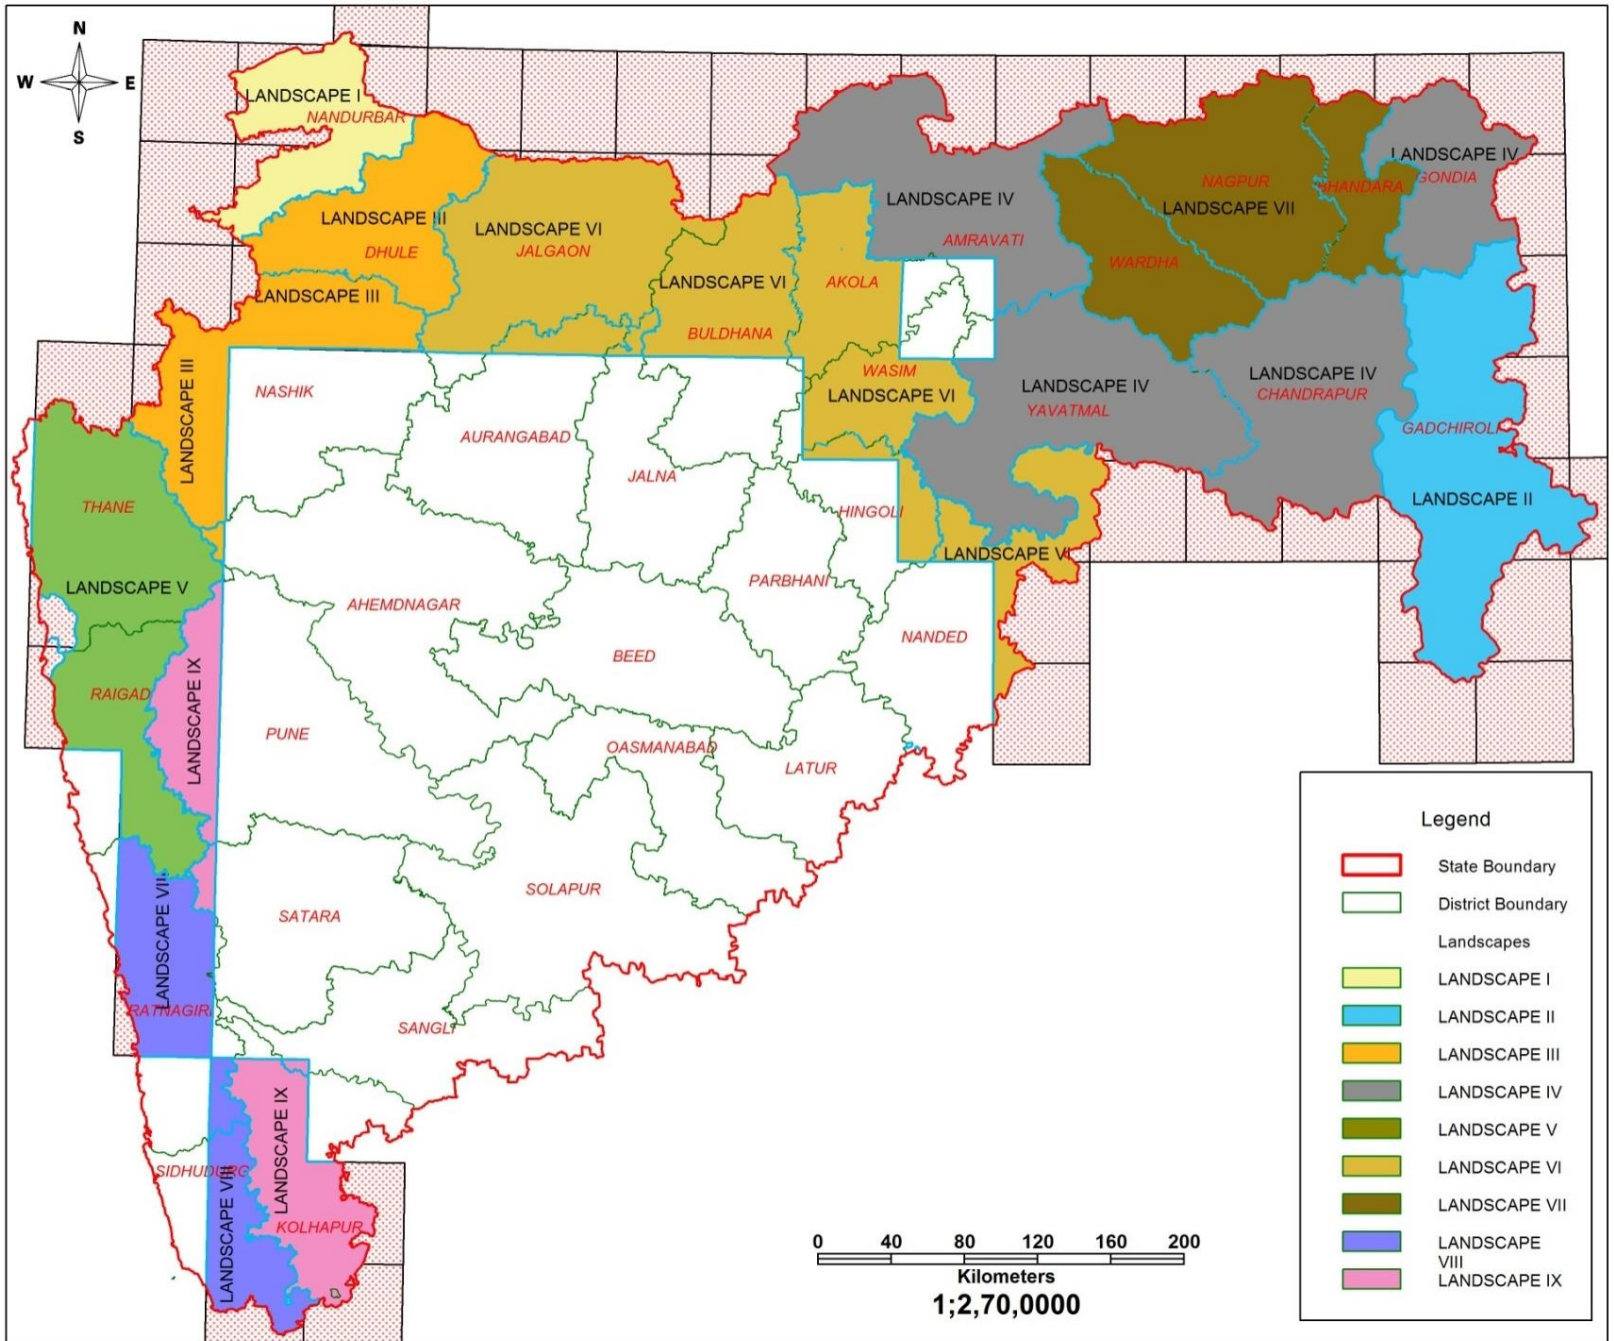 N
W E
S
LANDSCAPE I
NANDURBAR
LANDSCAPE III
DHULE
LANDSCAPE III
LANDSCAPE III
LANDSCAPE VI
JALGAON
LANDSCAPE VI
BULDHANA
AKOLA
WASIM
LANDSCAPE VI
LANDSCAPE IV
AMRAVATI
NAGPUR
LANDSCAPE VII
WARDHA
BHANDARA
LANDSCAPE IV
GONDIA
LANDSCAPE IV
YAVATMAL
LANDSCAPE IV
CHANDRAPUR
GADCHIROLI
LANDSCAPE II
NASHIK
AURANGABAD
JALNA
HINGOLI
LANDSCAPE VI
THANE
LANDSCAPE V
AHEMDNAGAR
PARBHANI
NANDED
BEED
RAIGAD
LANDSCAPE IX
PUNE
OASMANABAD
LATUR
SOLAPUR
SATARA
LANDSCAPE VII
RATNAGIRI
SANGLI
SIDHUDURG
LANDSCAPE VIII
LANDSCAPE IX
KOLHAPUR
0 40 80 120 160 200
Kilometers
1;2,70,0000
Legend
State Boundary
District Boundary
Landscapes
LANDSCAPE I
LANDSCAPE II
LANDSCAPE III
LANDSCAPE IV
LANDSCAPE V
LANDSCAPE VI
LANDSCAPE VII
LANDSCAPE
VIII
LANDSCAPE IX